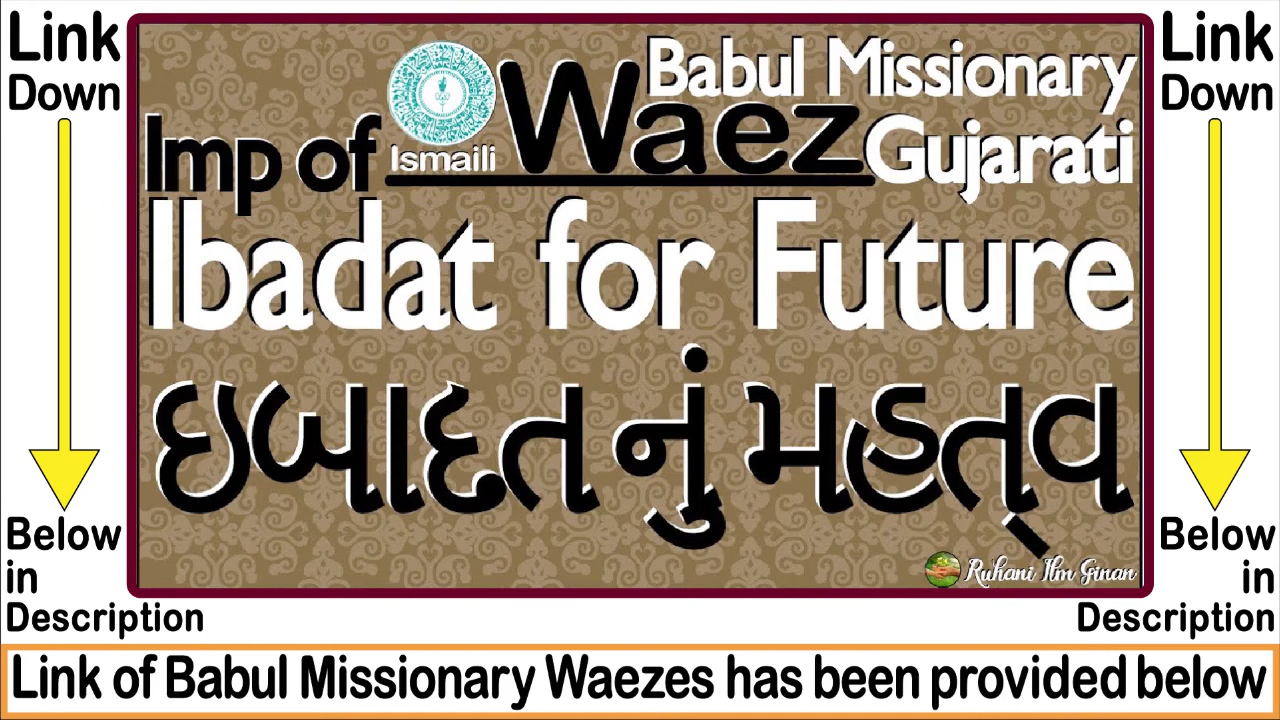 Link
Down
Link
Down
Babul Missionary
Imp of
Ismaili
Waez
Gujarati
Ibadat for Future
ઇબાદત નું મહત્‌વ
Ruhani Ilm Ginan
Below
in
Description
Below
in
Description
Link of Babul Missionary Waezes has been provided below